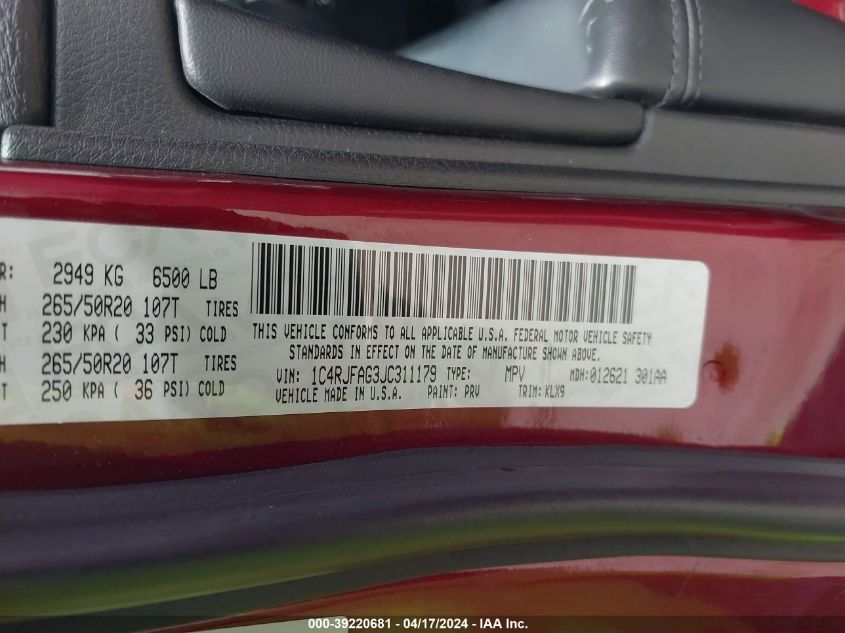 R: 2949 KG 6500 LB
H 265/50R20 107T TIRES
T 230 KPA ( 33 PSI) COLD
H 265/50R20 107T TIRES
T 250 KPA ( 36 PSI) COLD
THIS VEHICLE CONFORMS TO ALL APPLICABLE U.S.A. FEDERAL MOTOR VEHICLE SAFETY
STANDARDS IN EFFECT ON THE DATE OF MANUFACTURE SHOWN ABOVE.
VIN: 1C4RJFAG3JC311179 TYPE: MPV MDH:012621 301AA
VEHICLE MADE IN U.S.A. PAINT: PRV TRIM: KLX9
000-39220681 - 04/17/2024 - IAA Inc.